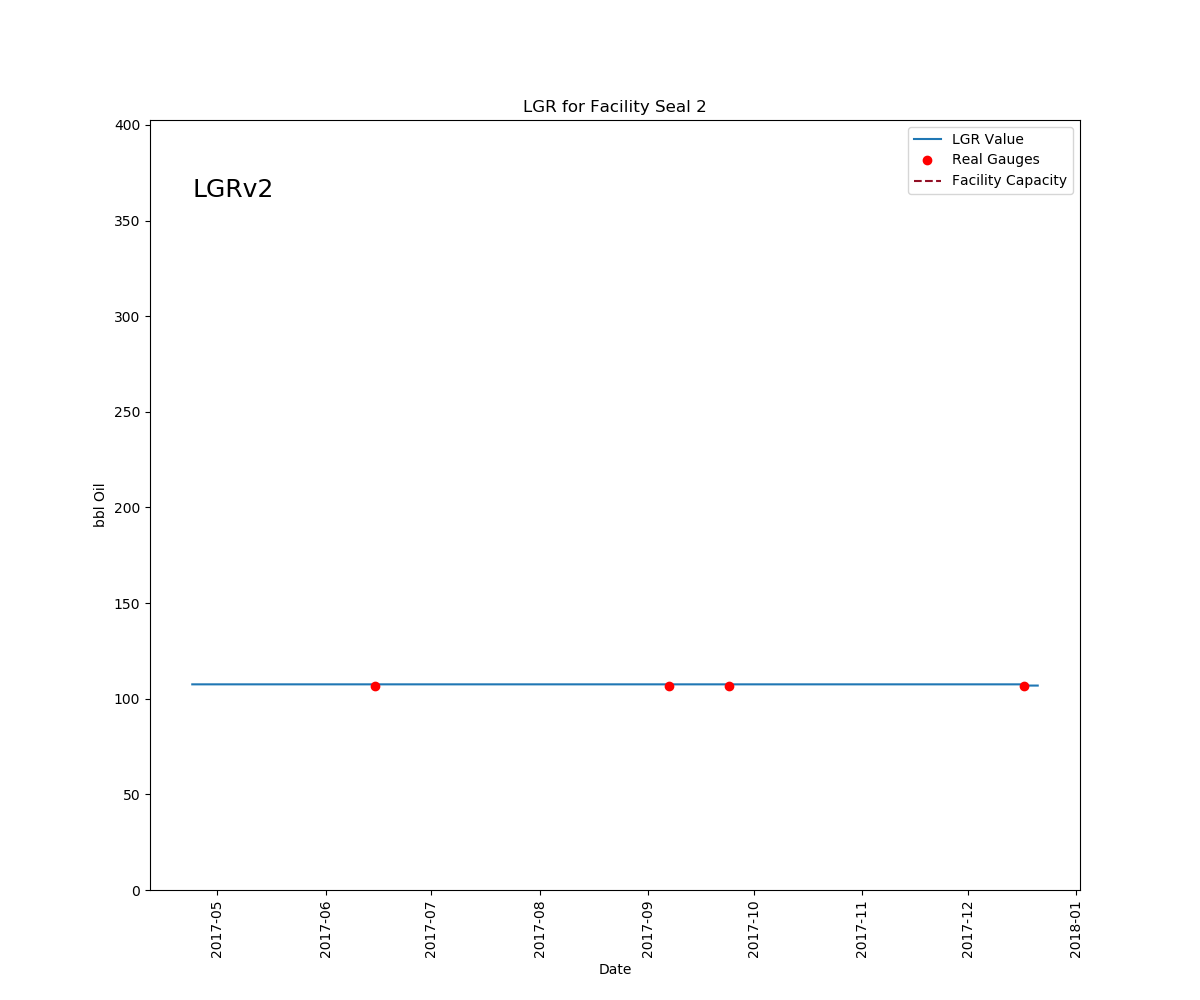 LGR for Facility Seal 2
LGRv2
LGR Value
Real Gauges
Facility Capacity
400
350
300
250
200
150
100
50
0
bbl Oil
2017-05
2017-06
2017-07
2017-08
2017-09
2017-10
2017-11
2017-12
2018-01
Date